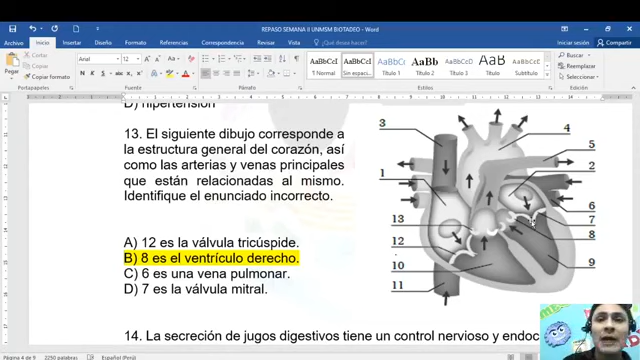 REPASO SEMANA II UNMSM BIOTADEO - Word
Iniciar sesión
Archivo Inicio Insertar Diseño Formato Referencias Correspondencia Revisar Vista ¿Qué desea hacer?
Pegar
Cortar
Copiar
Copiar formato
Arial 12
Portapapeles Fuente Párrafo Estilos Edición
AaBbCcI AaBbCcI AaBbC AaBb AaBbCcl AaB AaBbCcD
1 Normal Sin espaci... Título 1 Título 2 Título Subtítulo
Buscar
Reemplazar
Seleccionar
D) hipertensión
13. El siguiente dibujo corresponde a
la estructura general del corazón, así
como las arterias y venas principales
que están relacionadas al mismo.
Identifique el enunciado incorrecto.
A) 12 es la válvula tricúspide.
B) 8 es el ventrículo derecho.
C) 6 es una vena pulmonar.
D) 7 es la válvula mitral.
3
4
5
1
2
6
7
13
8
12
9
10
11
14. La secreción de jugos digestivos tiene un control nervioso y endoc
Página 4 de 9 2250 palabras Español (Perú)